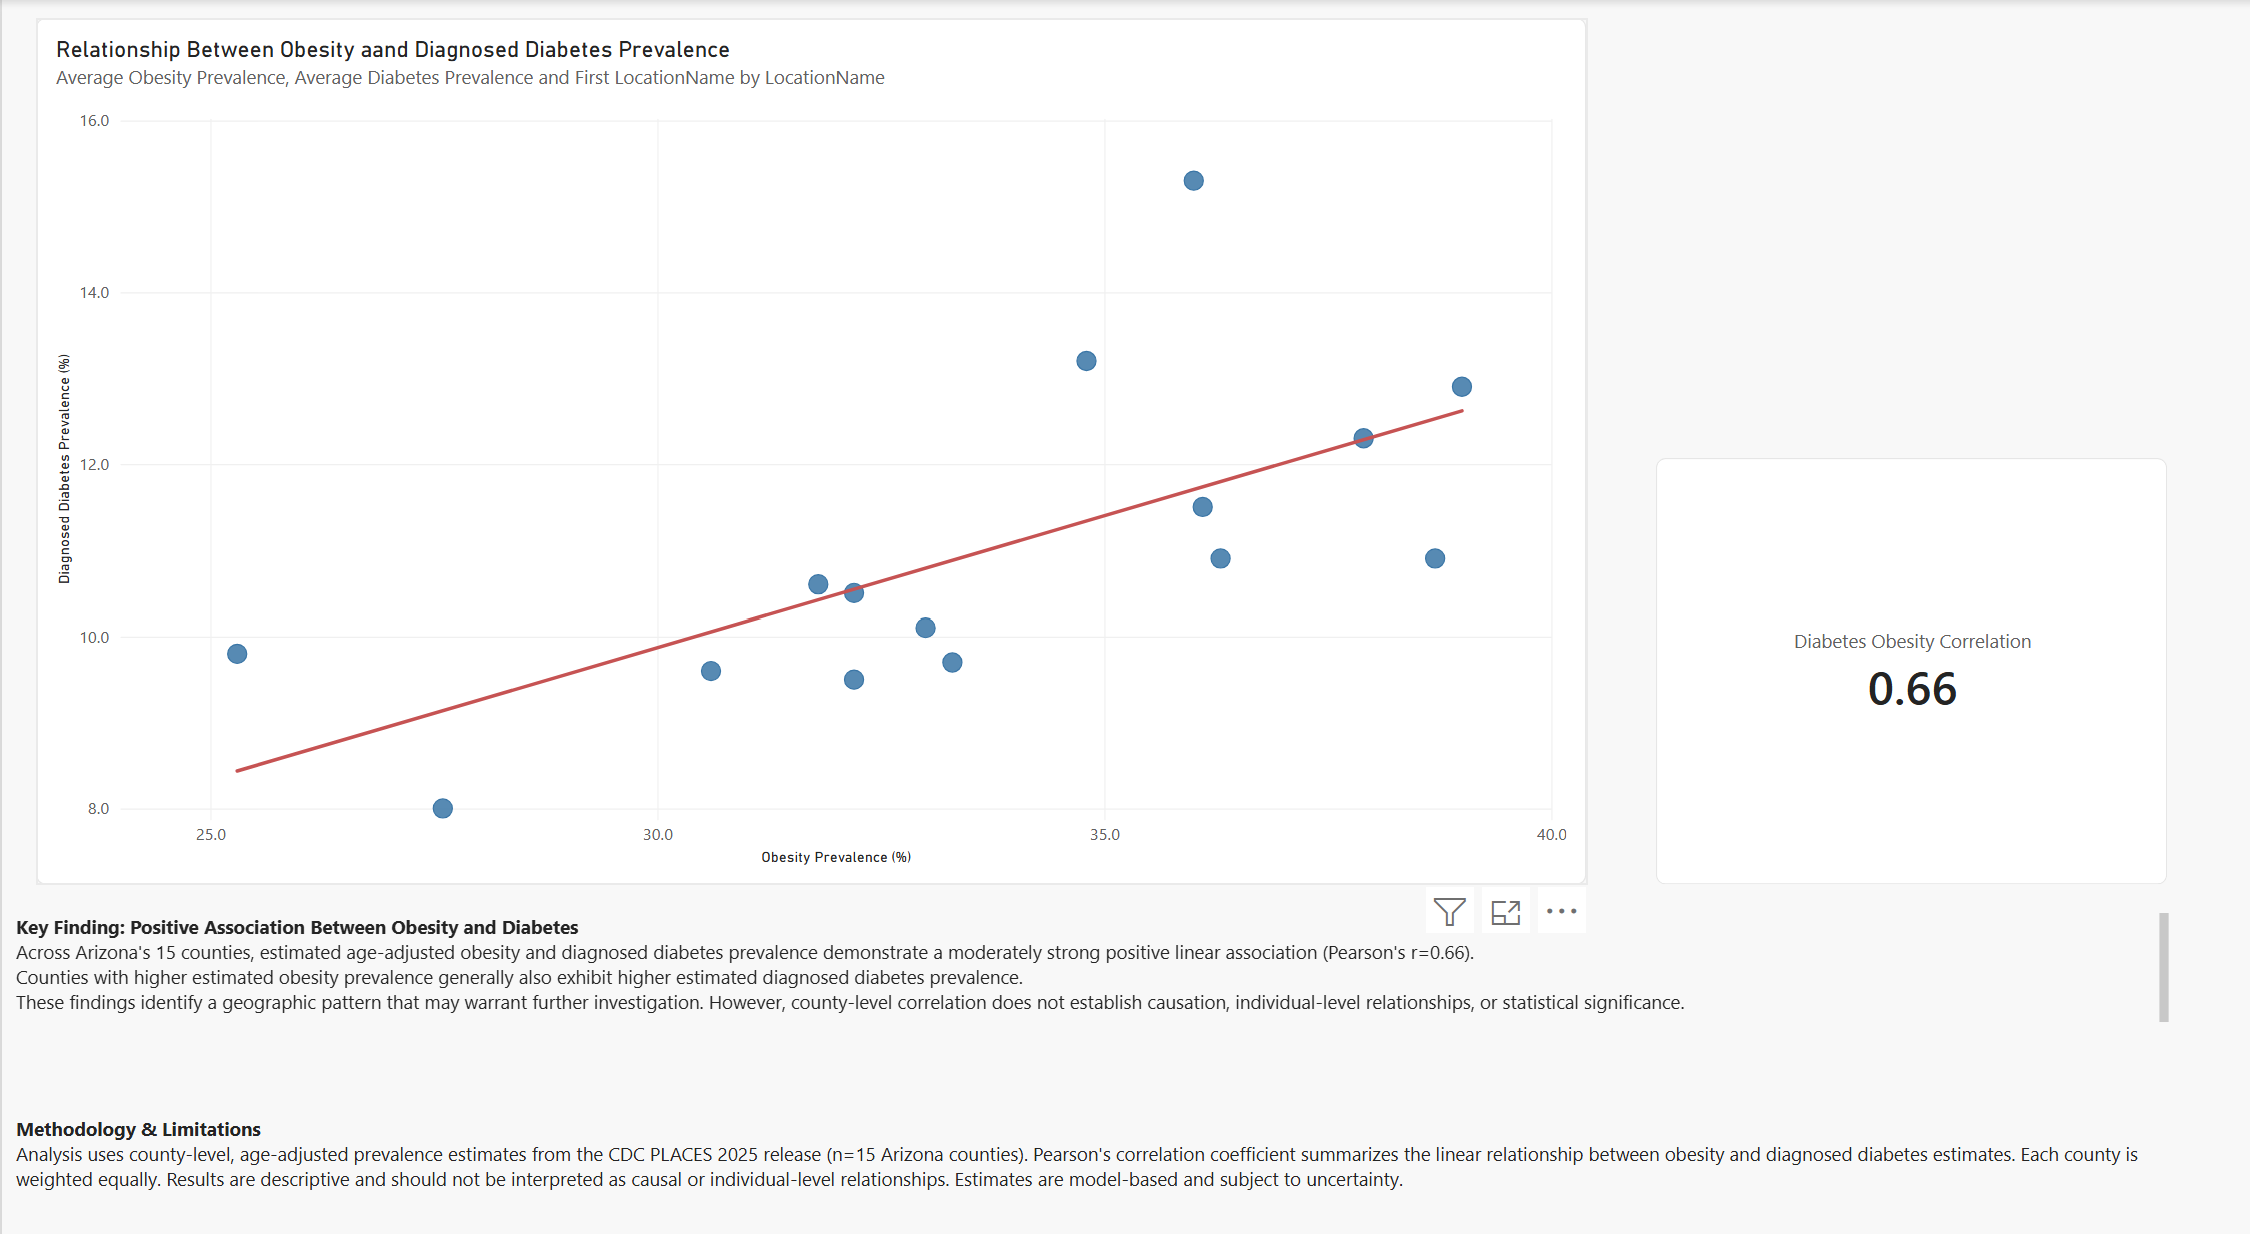 Relationship Between Obesity aand Diagnosed Diabetes Prevalence
Average Obesity Prevalence, Average Diabetes Prevalence and First LocationName by LocationName
16.0
14.0
12.0
10.0
8.0
Diagnosed Diabetes Prevalence (%)
25.0
30.0
35.0
40.0
Obesity Prevalence (%)
Diabetes Obesity Correlation
0.66
Key Finding: Positive Association Between Obesity and Diabetes
Across Arizona's 15 counties, estimated age-adjusted obesity and diagnosed diabetes prevalence demonstrate a moderately strong positive linear association (Pearson's r=0.66).
Counties with higher estimated obesity prevalence generally also exhibit higher estimated diagnosed diabetes prevalence.
These findings identify a geographic pattern that may warrant further investigation. However, county-level correlation does not establish causation, individual-level relationships, or statistical significance.
Methodology & Limitations
Analysis uses county-level, age-adjusted prevalence estimates from the CDC PLACES 2025 release (n=15 Arizona counties). Pearson's correlation coefficient summarizes the linear relationship between obesity and diagnosed diabetes estimates. Each county is
weighted equally. Results are descriptive and should not be interpreted as causal or individual-level relationships. Estimates are model-based and subject to uncertainty.